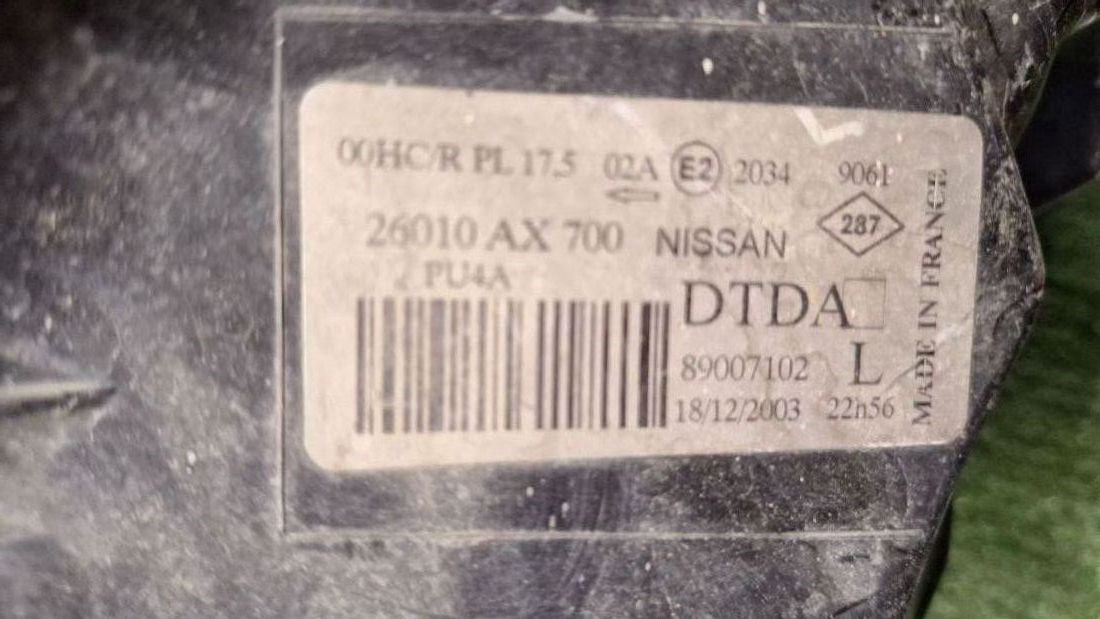 00HC/R PL 17.5 02A E2 2034 9061
26010 AX 700 NISSAN 287
2 PU4A
DTDA
89007102 L
18/12/2003 22h56
MADE IN FRANCE